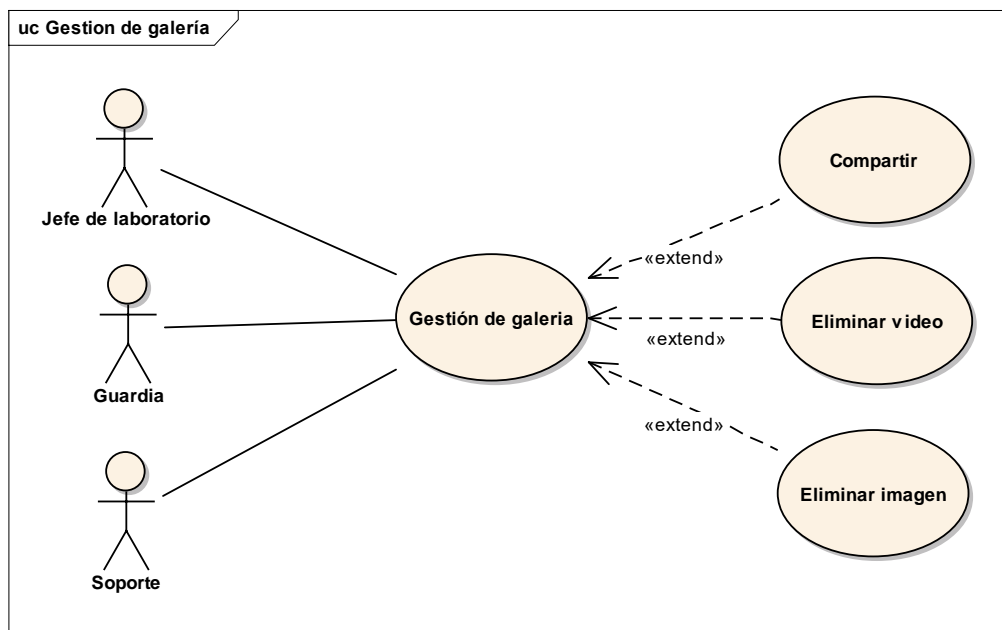 uc Gestion de galería
Jefe de laboratorio
Guardia
Soporte
Gestión de galeria
Compartir
«extend»
Eliminar video
«extend»
Eliminar imagen
«extend»